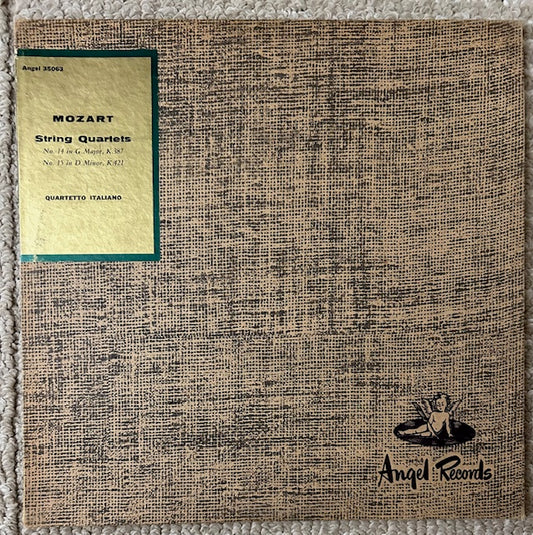 Angel 35063
MOZART
String Quartets
No. 14 in G Major, K.387
No. 15 in D Minor, K.421
QUARTETTO ITALIANO
Angel Records